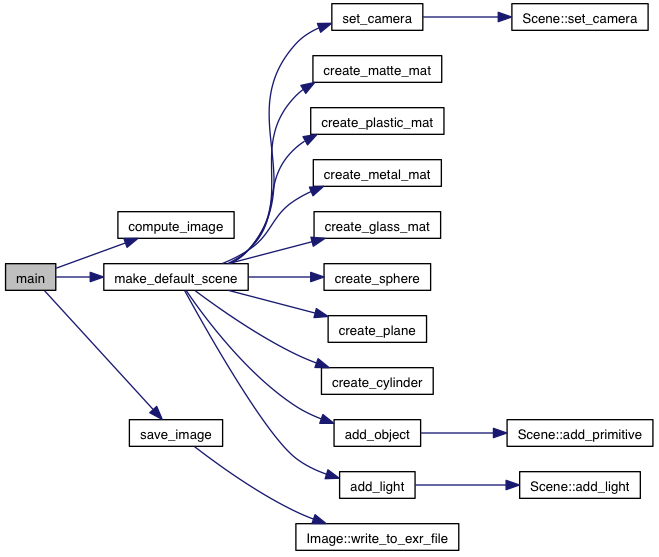 set_camera
Scene::set_camera
create_matte_mat
create_plastic_mat
create_metal_mat
compute_image
create_glass_mat
main
make_default_scene
create_sphere
create_plane
create_cylinder
save_image
add_object
Scene::add_primitive
add_light
Scene::add_light
Image::write_to_exr_file